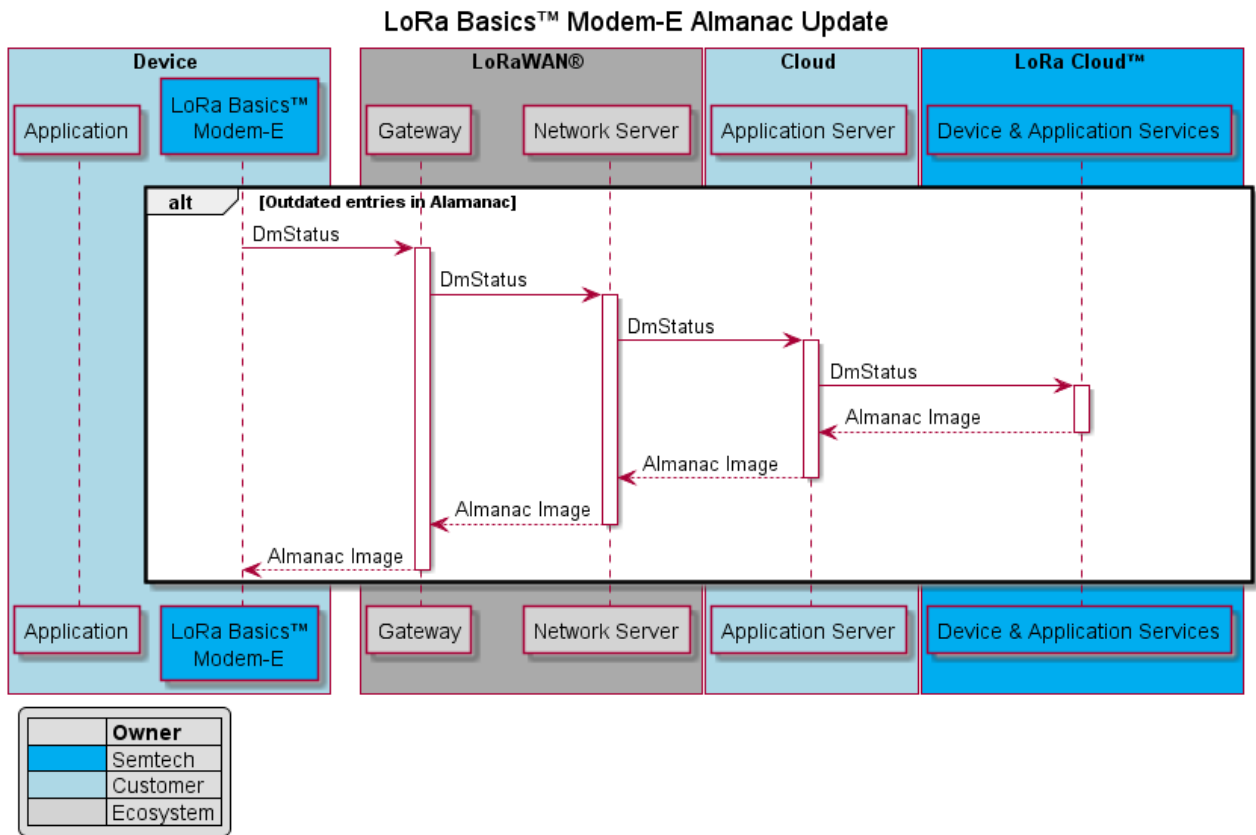 LoRa Basics™ Modem-E Almanac Update
Device
LoRaWAN®
Cloud
LoRa Cloud™
Application
LoRa Basics™
Modem-E
Gateway
Network Server
Application Server
Device & Application Services
alt
[Outdated entries in Alamanac]
DmStatus
DmStatus
DmStatus
DmStatus
Almanac Image
Almanac Image
Almanac Image
Almanac Image
Application
LoRa Basics™
Modem-E
Gateway
Network Server
Application Server
Device & Application Services
Owner
Semtech
Customer
Ecosystem